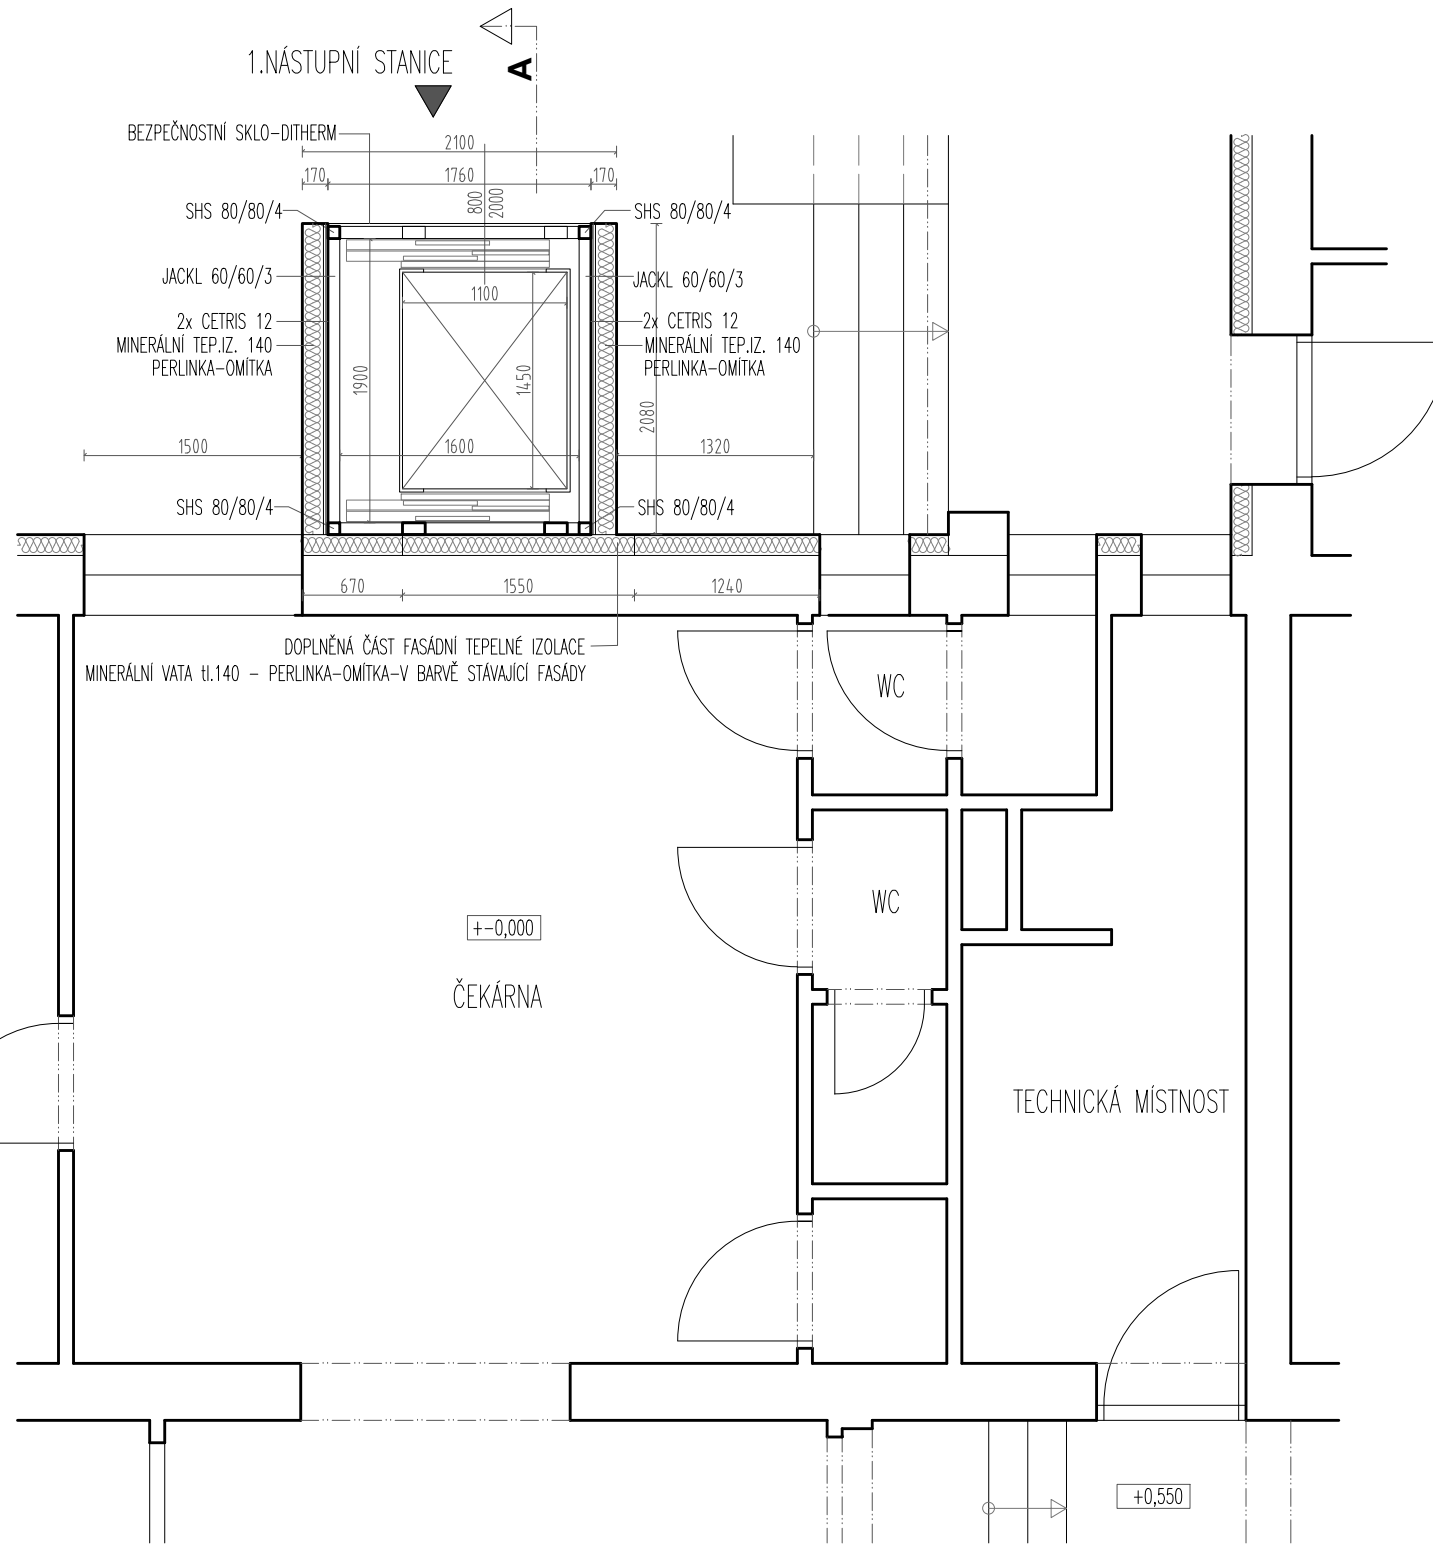 1.NÁSTUPNÍ STANICE
A
BEZPEČNOSTNÍ SKLO-DITHERM
2100
170
1760
170
800
2000
SHS 80/80/4
SHS 80/80/4
JACKL 60/60/3
JACKL 60/60/3
1100
2x CETRIS 12
MINERÁLNÍ TEP.IZ. 140
PERLINKA-OMÍTKA
2x CETRIS 12
MINERÁLNÍ TEP.IZ. 140
PERLINKA-OMÍTKA
1900
1450
2080
1500
1600
1320
SHS 80/80/4
SHS 80/80/4
670
1550
1240
DOPLNĚNÁ ČÁST FASÁDNÍ TEPELNÉ IZOLACE
MINERÁLNÍ VATA tl.140 - PERLINKA-OMÍTKA-V BARVĚ STÁVAJÍCÍ FASÁDY
WC
WC
+-0,000
ČEKÁRNA
TECHNICKÁ MÍSTNOST
+0,550